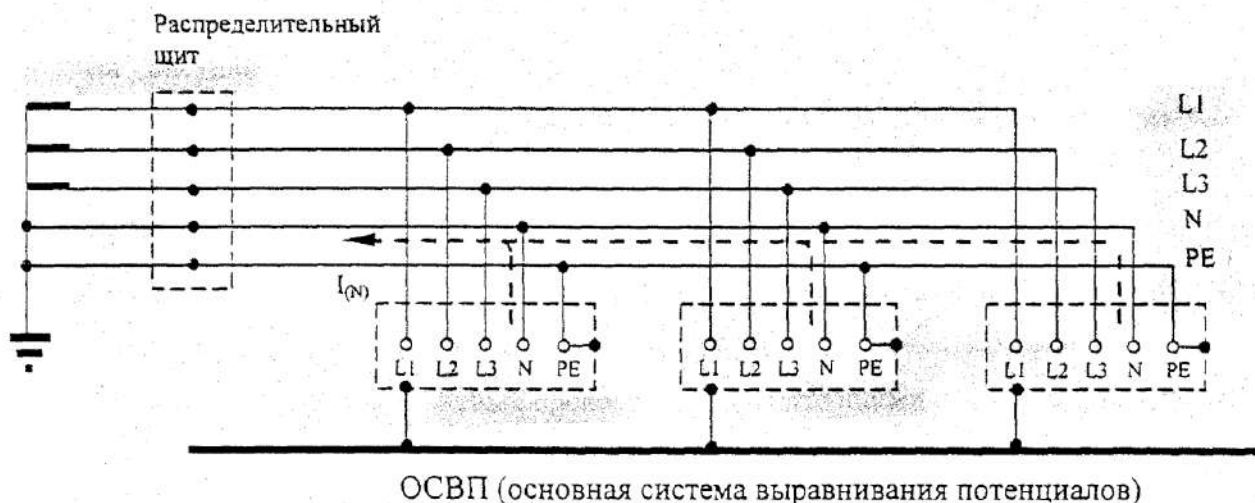 Распределительный
щит
L1
L2
L3
N
PE
I(N)
L1 L2 L3 N PE
L1 L2 L3 N PE
L1 L2 L3 N PE
ОСВП (основная система выравнивания потенциалов)